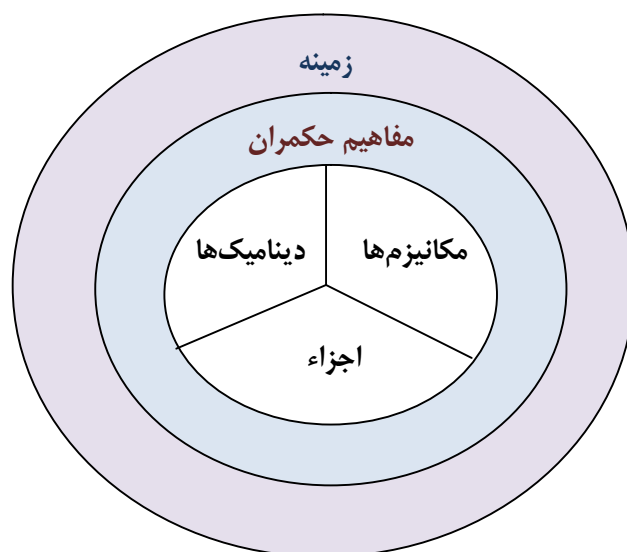 زمینه
مفاهیم حکمران
مکانیزم‌ها
دینامیک‌ها
اجزاء